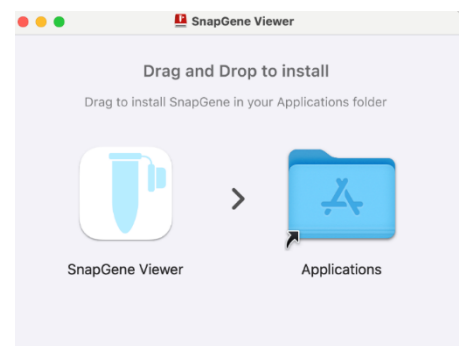 SnapGene Viewer
Drag and Drop to install
Drag to install SnapGene in your Applications folder
SnapGene Viewer
Applications